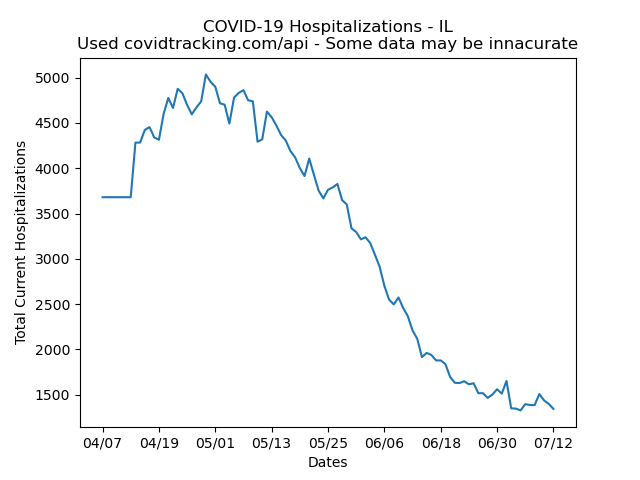 COVID-19 Hospitalizations - IL
Used covidtracking.com/api - Some data may be innacurate
5000
4500
4000
3500
3000
2500
2000
1500
Total Current Hospitalizations
04/07 04/19 05/01 05/13 05/25 06/06 06/18 06/30 07/12
Dates